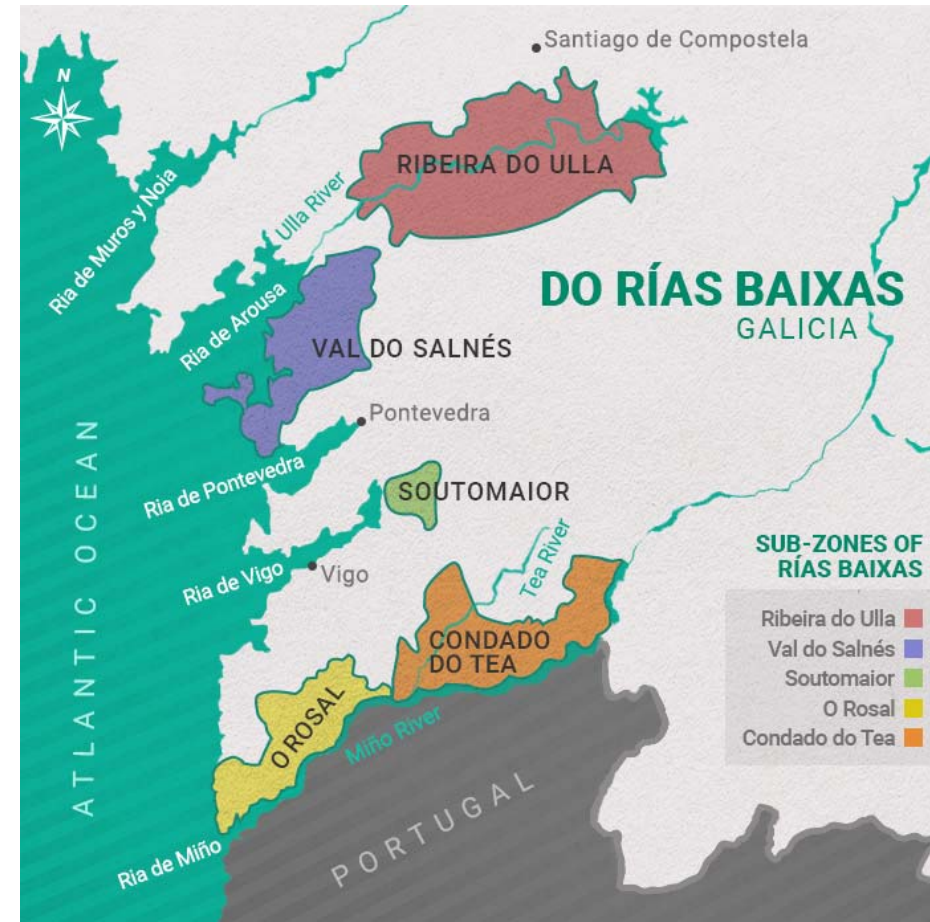 N
Santiago de Compostela
RIBEIRA DO ULLA
Ria de Muros y Noia
Ulla River
Ria de Arousa
DO RÍAS BAIXAS
GALICIA
VAL DO SALNÉS
Pontevedra
Ria de Pontevedra
SOUTOMAIOR
ATLANTIC OCEAN
Ria de Vigo
Vigo
Tea River
SUB-ZONES OF
RÍAS BAIXAS
Ribeira do Ulla
Val do Salnés
Soutomaior
O Rosal
Condado do Tea
CONDADO
DO TEA
O ROSAL
Miño River
PORTUGAL
Ria de Miño